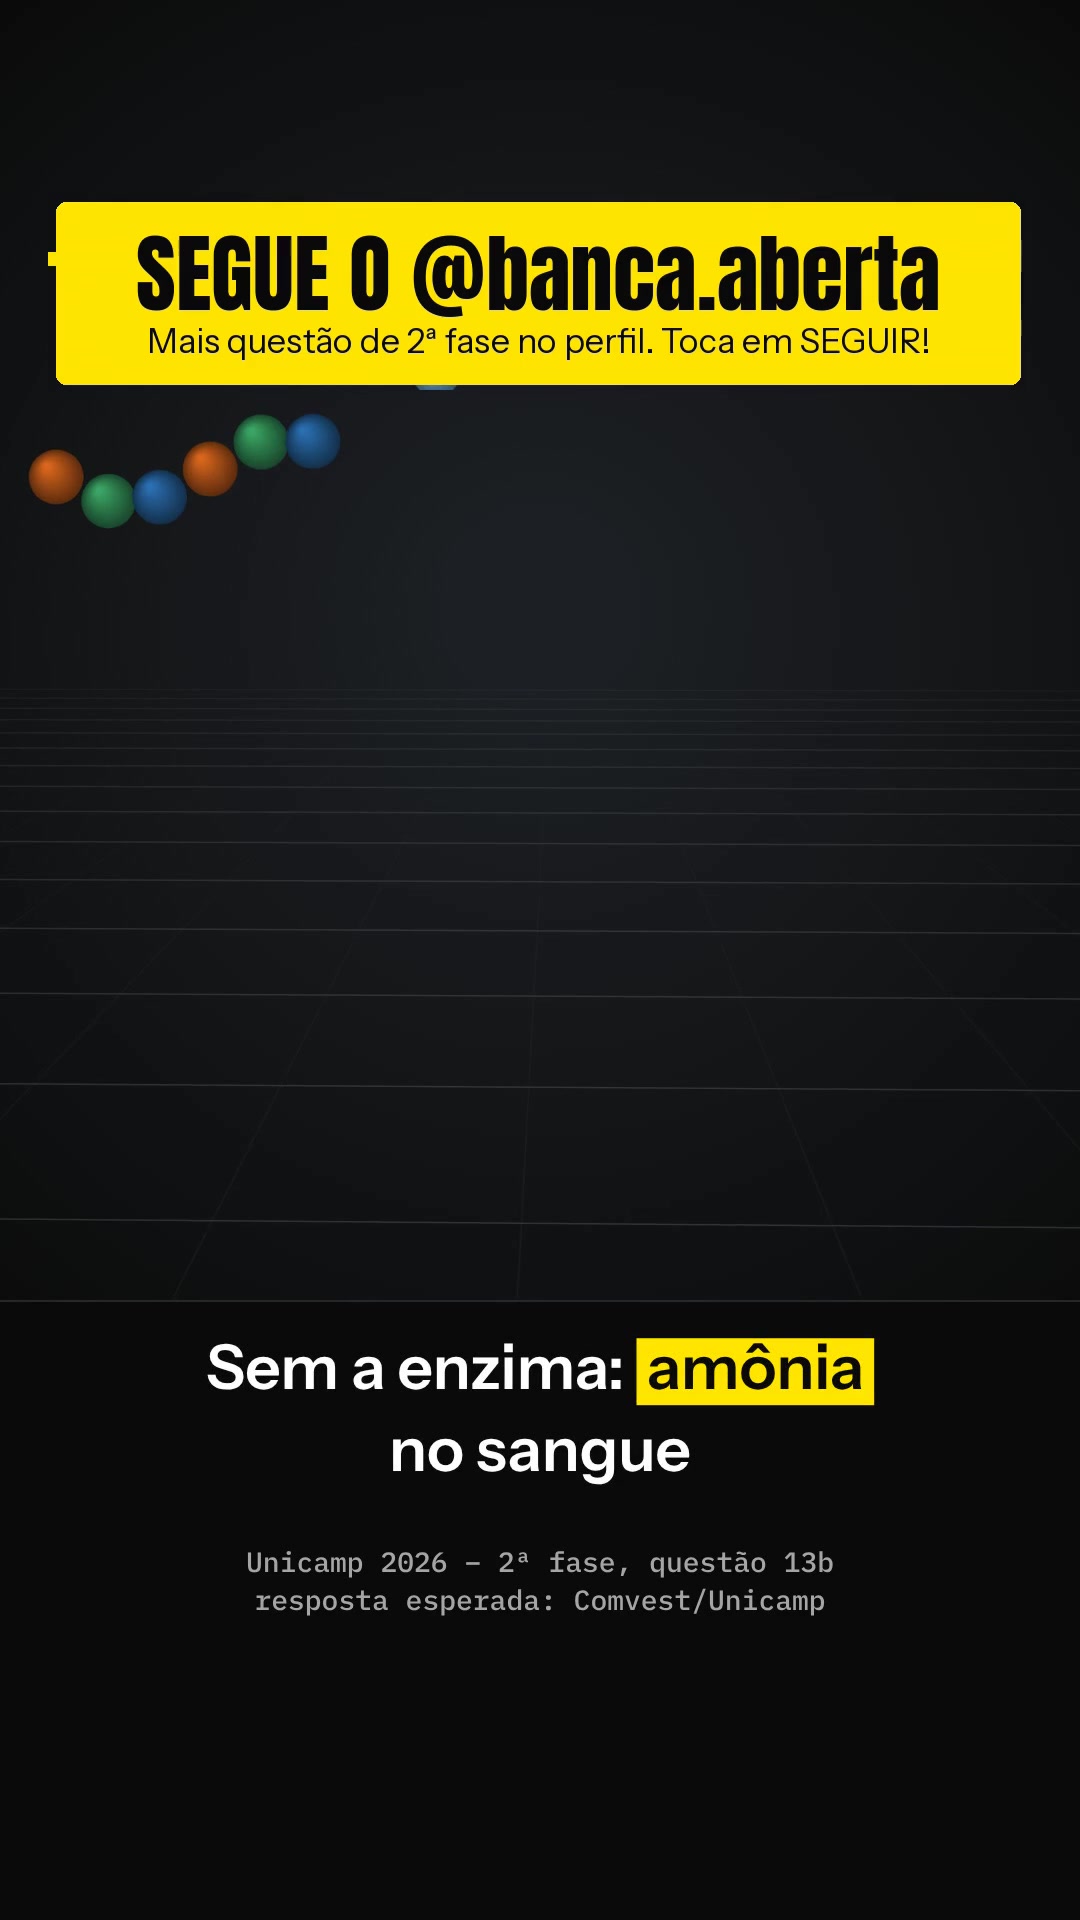 SEGUE O @banca.aberta
Mais questão de 2ª fase no perfil. Toca em SEGUIR!
Sem a enzima: amônia
no sangue
Unicamp 2026 – 2ª fase, questão 13b
resposta esperada: Comvest/Unicamp